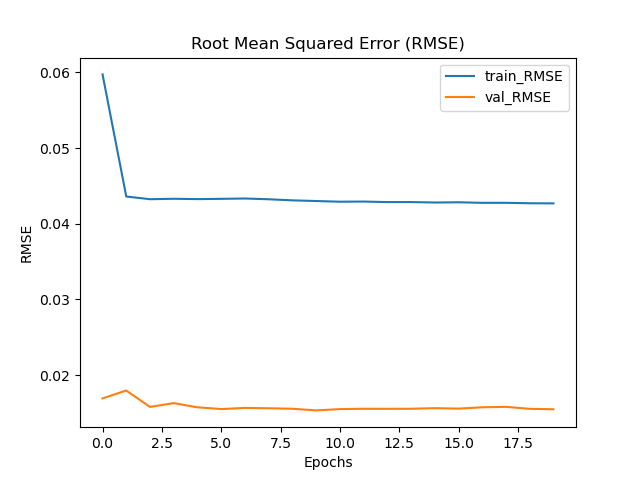 Root Mean Squared Error (RMSE)
train_RMSE
val_RMSE
RMSE
0.06
0.05
0.04
0.03
0.02
0.0 2.5 5.0 7.5 10.0 12.5 15.0 17.5
Epochs